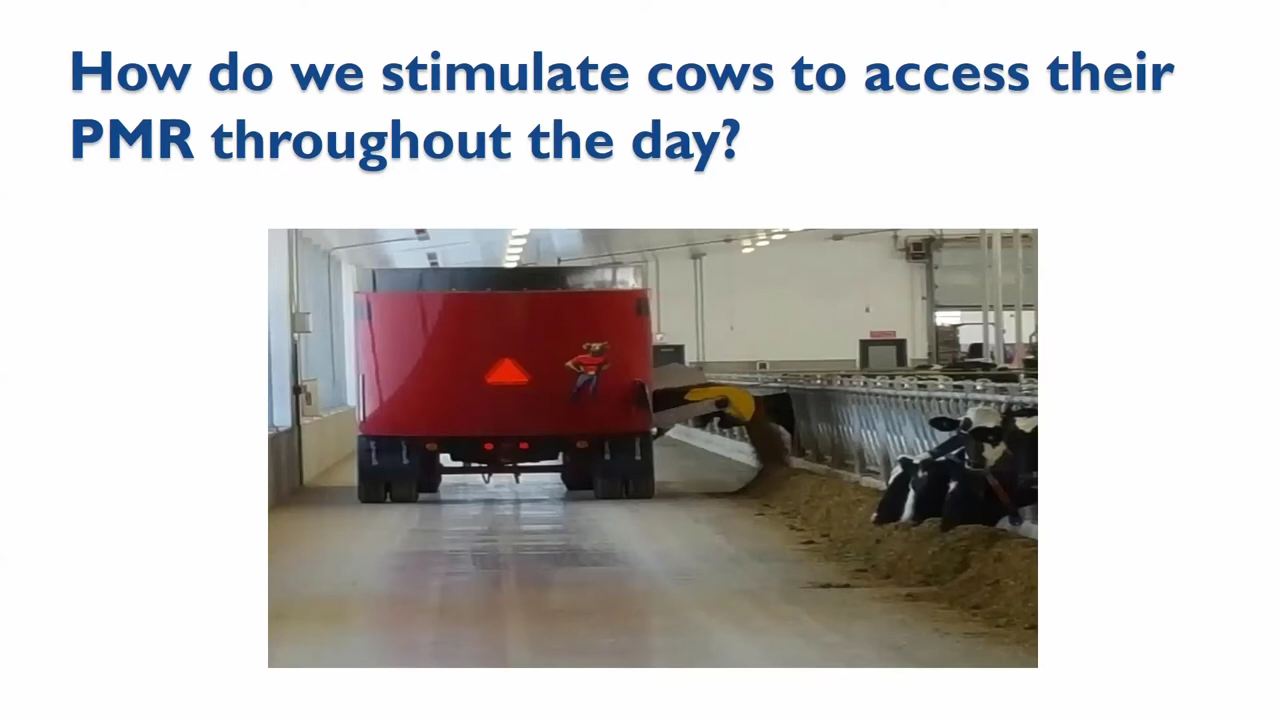 How do we stimulate cows to access their
PMR throughout the day?